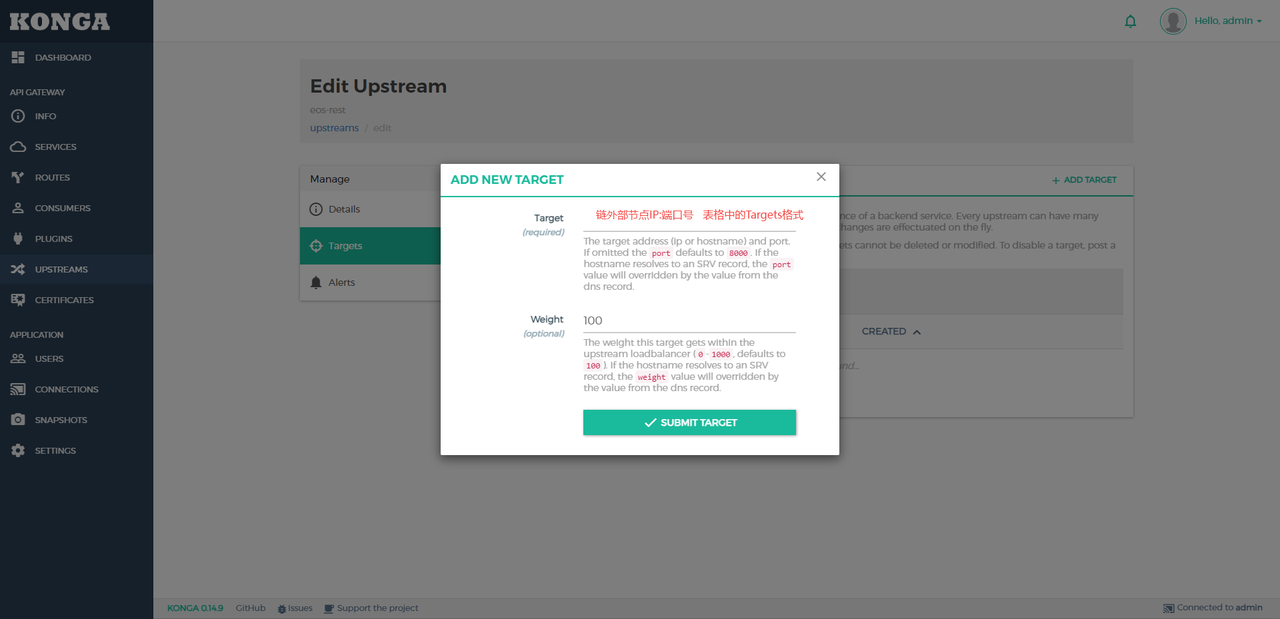 KONGA
Hello, admin
DASHBOARD
API GATEWAY
INFO
SERVICES
ROUTES
CONSUMERS
PLUGINS
UPSTREAMS
CERTIFICATES
APPLICATION
USERS
CONNECTIONS
SNAPSHOTS
SETTINGS
Edit Upstream
eos-rest
upstreams / edit
Manage
Details
Targets
Alerts
+ ADD TARGET
nce of a backend service. Every upstream can have many
hanges are effectuated on the fly.
ets cannot be deleted or modified. To disable a target, post a
CREATED
und...
ADD NEW TARGET
Target
(required)
链外部节点IP:端口号 表格中的Targets格式
The target address (ip or hostname) and port.
If omitted the port defaults to 8000. If the
hostname resolves to an SRV record, the port
value will overridden by the value from the
dns record.
Weight
(optional)
100
The weight this target gets within the
upstream loadbalancer (0-1000, defaults to
100). If the hostname resolves to an SRV
record, the weight value will overridden by
the value from the dns record.
SUBMIT TARGET
KONGA 0.14.9 GitHub Issues Support the project
Connected to admin